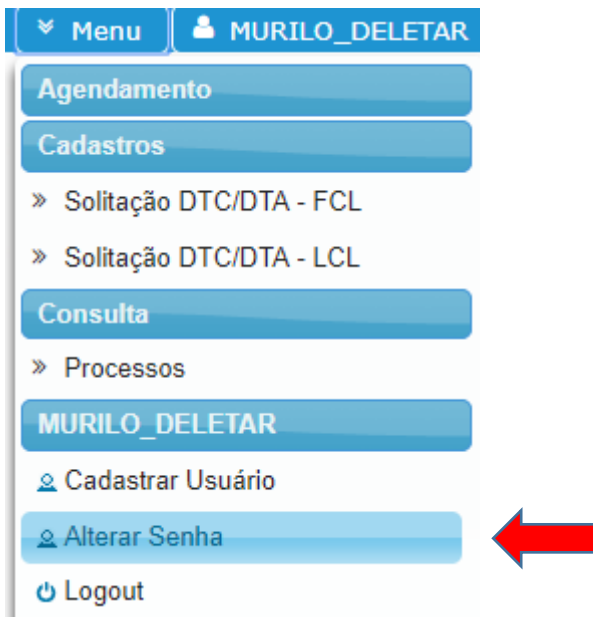 Menu MURILO_DELETAR
Agendamento
Cadastros
» Solitação DTC/DTA - FCL
» Solitação DTC/DTA - LCL
Consulta
» Processos
MURILO_DELETAR
Cadastrar Usuário
Alterar Senha
Logout